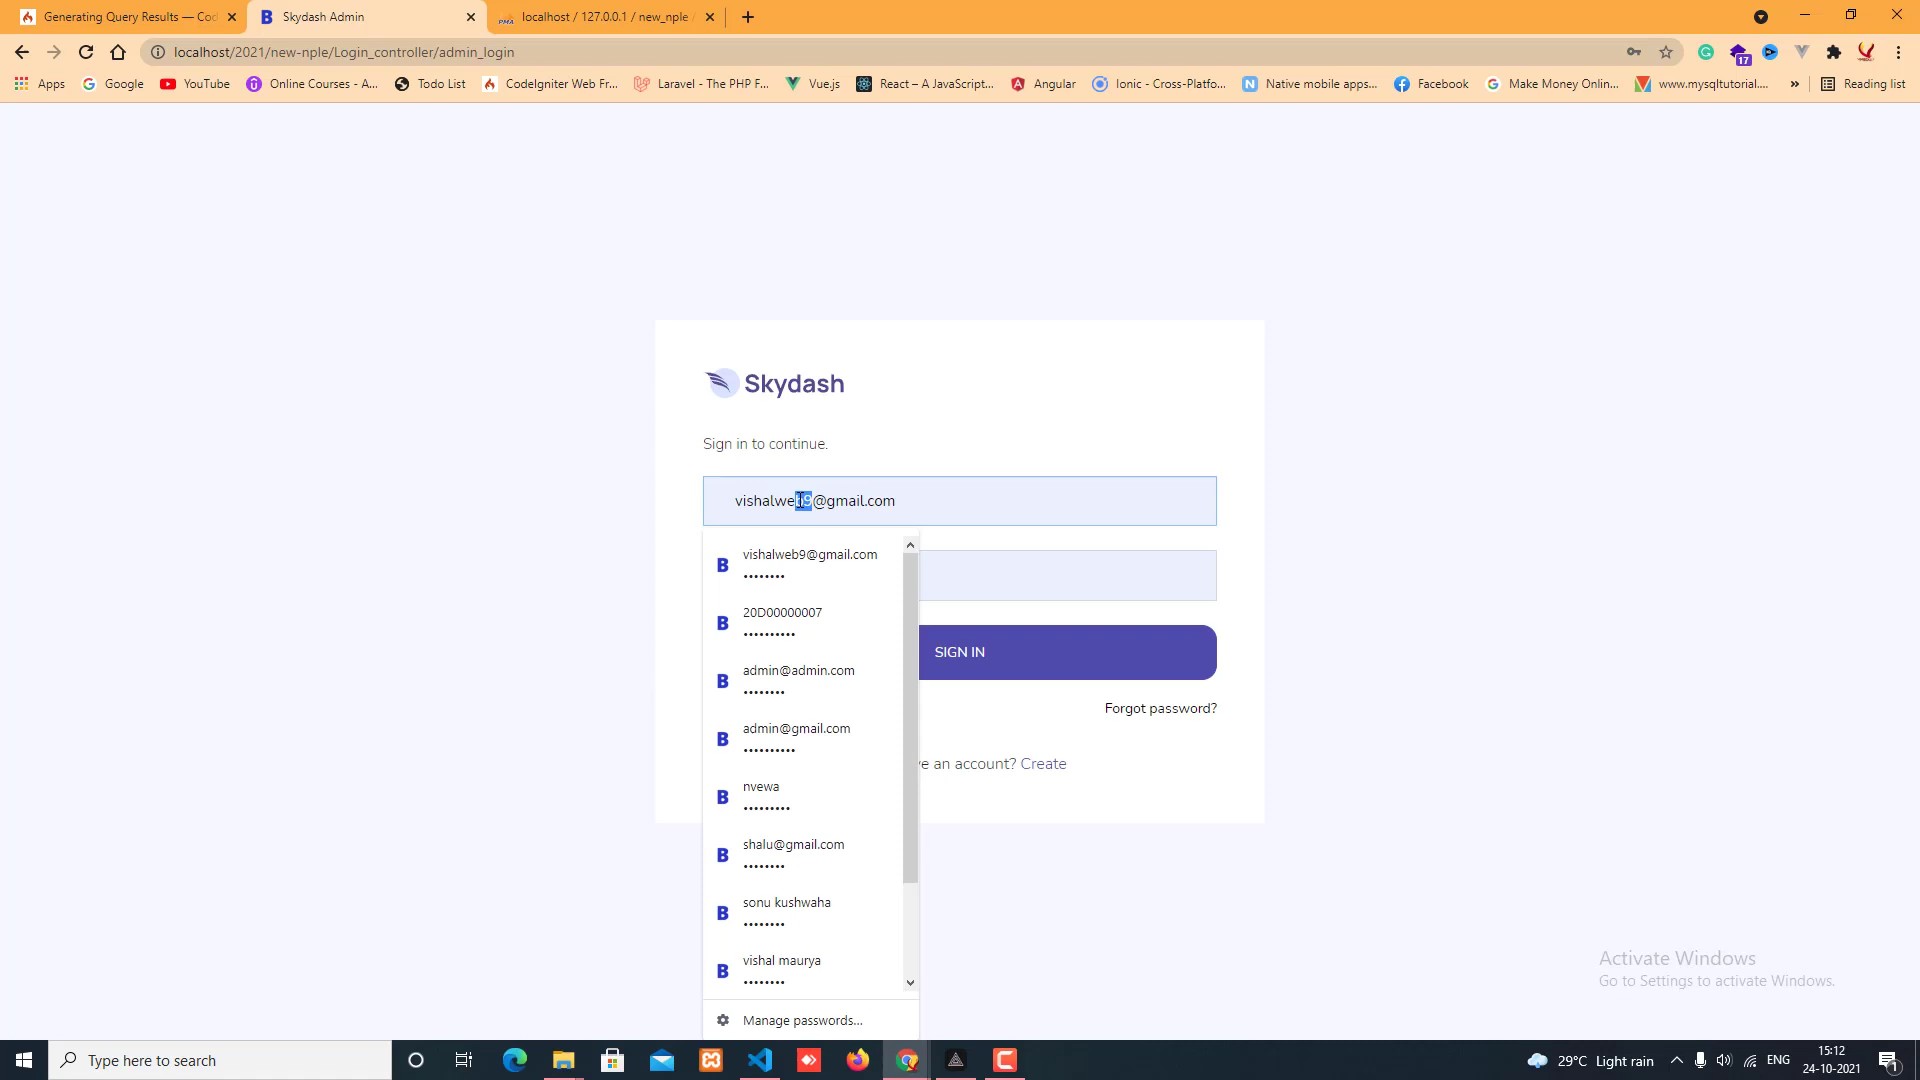 Generating Query Results — Cod
Skydash Admin
localhost / 127.0.0.1 / new_nple
localhost/2021/new-nple/Login_controller/admin_login
17
Apps
Google
YouTube
Online Courses - A...
Todo List
CodeIgniter Web Fr...
Laravel - The PHP F...
Vue.js
React – A JavaScript...
Angular
Ionic - Cross-Platfo...
Native mobile apps...
Facebook
Make Money Onlin...
www.mysqltutorial....
»
Reading list
Skydash
Sign in to continue.
vishalweb9@gmail.com
vishalweb9@gmail.com
••••••••
20D00000007
••••••••••
SIGN IN
admin@admin.com
••••••••
Forgot password?
admin@gmail.com
••••••••••
ve an account? Create
nvewa
•••••••••
shalu@gmail.com
••••••••
sonu kushwaha
••••••••
vishal maurya
••••••••
Manage passwords...
Activate Windows
Go to Settings to activate Windows.
Type here to search
29°C Light rain
ENG
15:12
24-10-2021
1